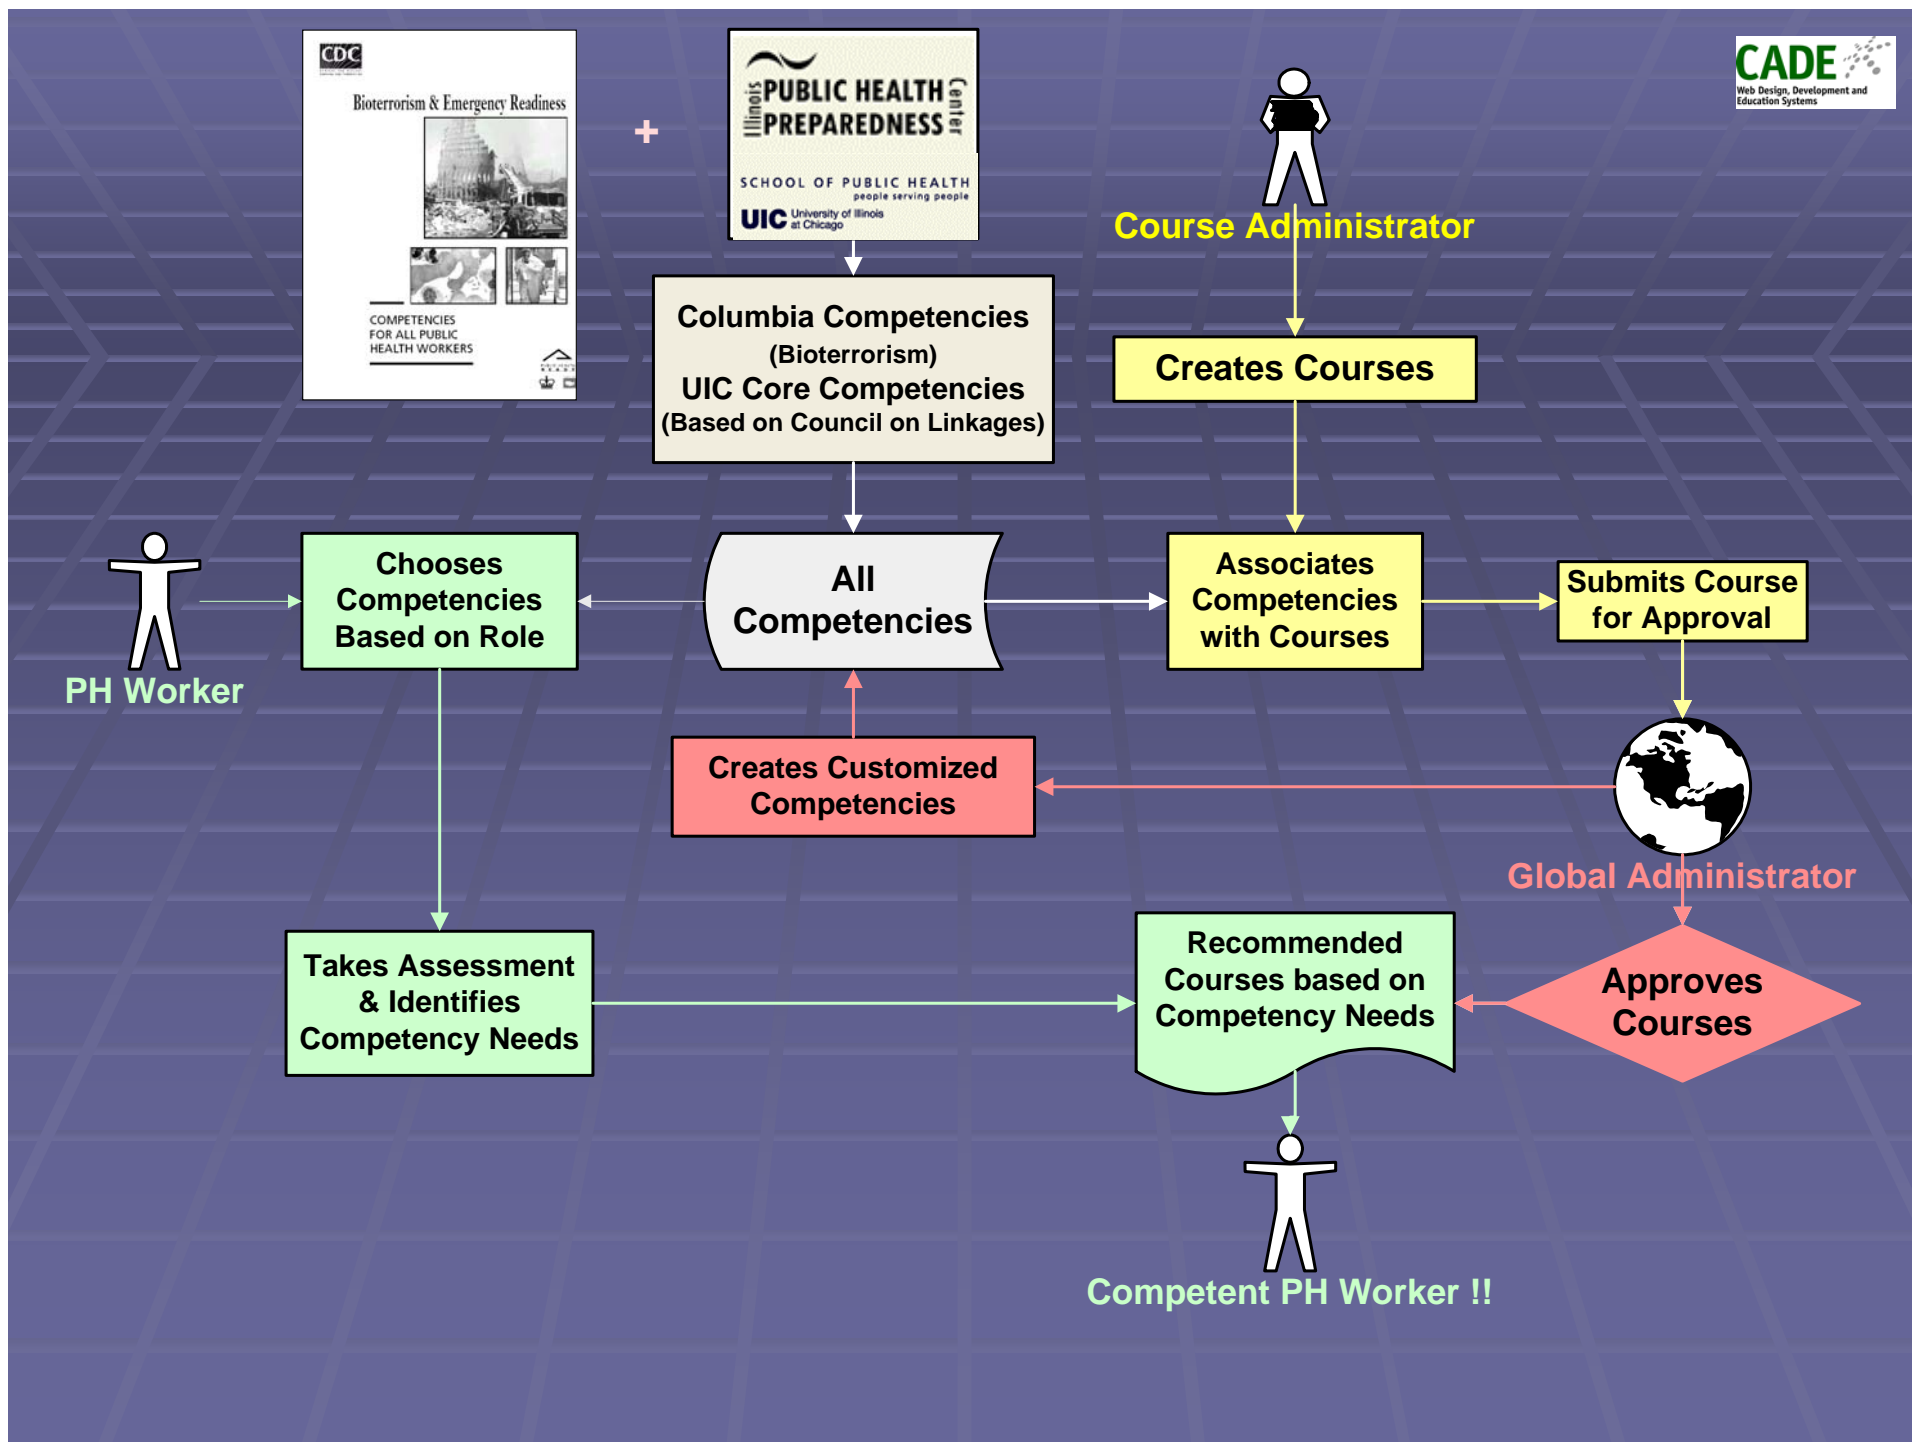 CDC
Bioterrorism & Emergency Readiness
COMPETENCIES
FOR ALL PUBLIC
HEALTH WORKERS
+
Illinois
PUBLIC HEALTH
PREPAREDNESS
Center
SCHOOL OF PUBLIC HEALTH
people serving people
UIC University of Illinois
at Chicago
CADE
Web Design, Development and
Education Systems
Course Administrator
Columbia Competencies
(Bioterrorism)
UIC Core Competencies
(Based on Council on Linkages)
Creates Courses
PH Worker
Chooses
Competencies
Based on Role
All
Competencies
Associates
Competencies
with Courses
Submits Course
for Approval
Creates Customized
Competencies
Global Administrator
Takes Assessment
& Identifies
Competency Needs
Recommended
Courses based on
Competency Needs
Approves
Courses
Competent PH Worker !!